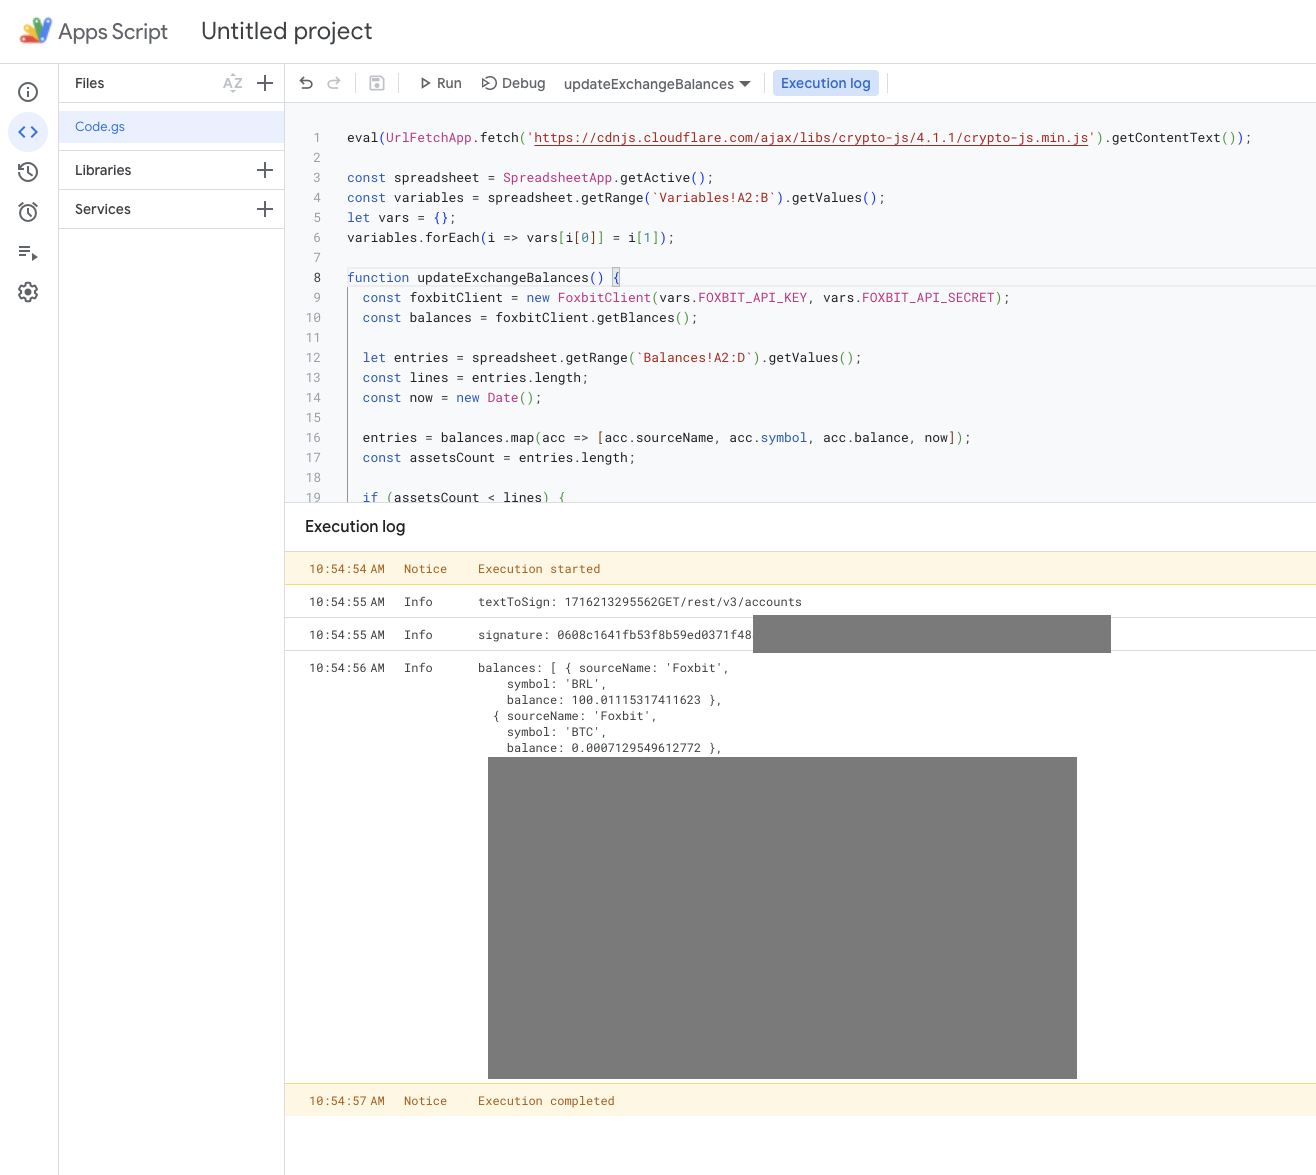 Apps Script Untitled project
Files AZ
Run Debug updateExchangeBalances Execution log
Code.gs
Libraries
Services
1 eval(UrlFetchApp.fetch('https://cdnjs.cloudflare.com/ajax/libs/crypto-js/4.1.1/crypto-js.min.js').getContentText());
2
3 const spreadsheet = SpreadsheetApp.getActive();
4 const variables = spreadsheet.getRange(`Variables!A2:B`).getValues();
5 let vars = {};
6 variables.forEach(i => vars[i[0]] = i[1]);
7
8 function updateExchangeBalances() {
9 const foxbitClient = new FoxbitClient(vars.FOXBIT_API_KEY, vars.FOXBIT_API_SECRET);
10 const balances = foxbitClient.getBlances();
11
12 let entries = spreadsheet.getRange(`Balances!A2:D`).getValues();
13 const lines = entries.length;
14 const now = new Date();
15
16 entries = balances.map(acc => [acc.sourceName, acc.symbol, acc.balance, now]);
17 const assetsCount = entries.length;
18
19 if (assetsCount < lines) {
Execution log
10:54:54 AM Notice Execution started
10:54:55 AM Info textToSign: 1716213295562GET/rest/v3/accounts
10:54:55 AM Info signature: 0608c1641fb53f8b59ed0371f48
10:54:56 AM Info balances: [ { sourceName: 'Foxbit',
symbol: 'BRL',
balance: 100.01115317411623 },
{ sourceName: 'Foxbit',
symbol: 'BTC',
balance: 0.0007129549612772 },
10:54:57 AM Notice Execution completed